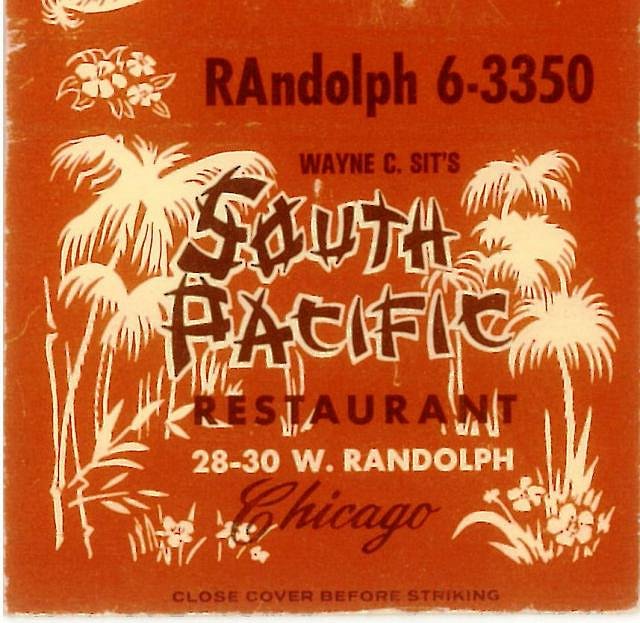 RAndolph 6-3350
WAYNE C. SIT'S
SOUTH
PACIFIC
RESTAURANT
28-30 W. RANDOLPH
Chicago
CLOSE COVER BEFORE STRIKING